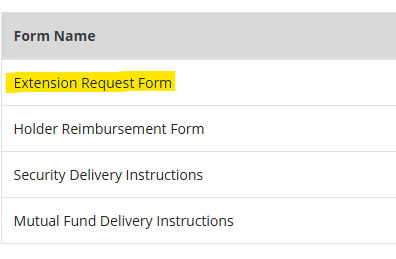 Form Name
Extension Request Form
Holder Reimbursement Form
Security Delivery Instructions
Mutual Fund Delivery Instructions